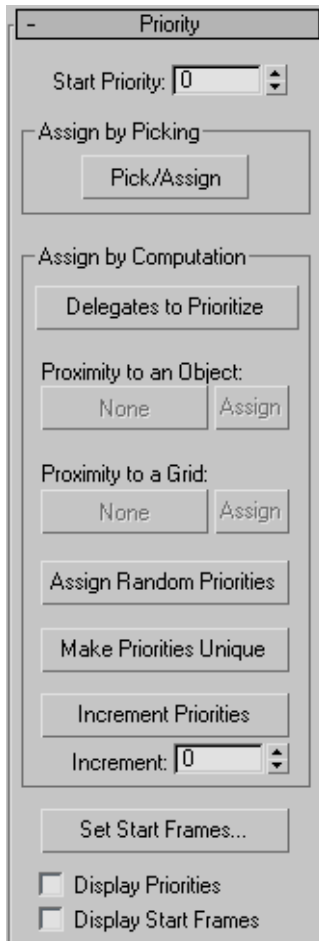 - Priority
Start Priority: 0
Assign by Picking
Pick/Assign
Assign by Computation
Delegates to Prioritize
Proximity to an Object:
None Assign
Proximity to a Grid:
None Assign
Assign Random Priorities
Make Priorities Unique
Increment Priorities
Increment: 0
Set Start Frames...
Display Priorities
Display Start Frames